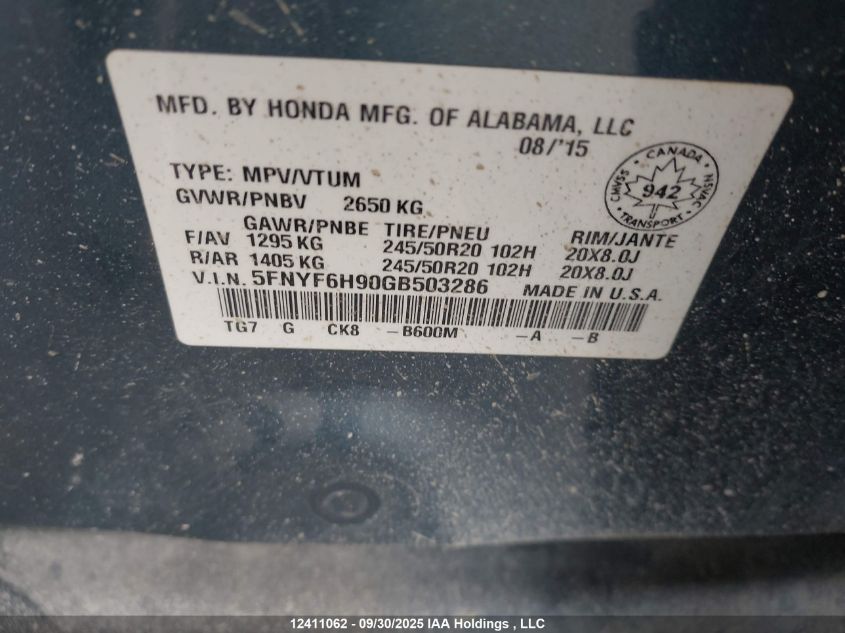 MFD. BY HONDA MFG. OF ALABAMA, LLC
08/'15
TYPE: MPV/VTUM
GVWR/PNBV 2650 KG
GAWR/PNBE TIRE/PNEU RIM/JANTE
F/AV 1295 KG 245/50R20 102H 20X8.0J
R/AR 1405 KG 245/50R20 102H 20X8.0J
V.I.N. 5FNYF6H90GB503286 MADE IN U.S.A.
TG7 G CK8 -B600M -A -B
CANADA
CMVSS 942 NSVAC
TRANSPORT
12411062 - 09/30/2025 IAA Holdings , LLC